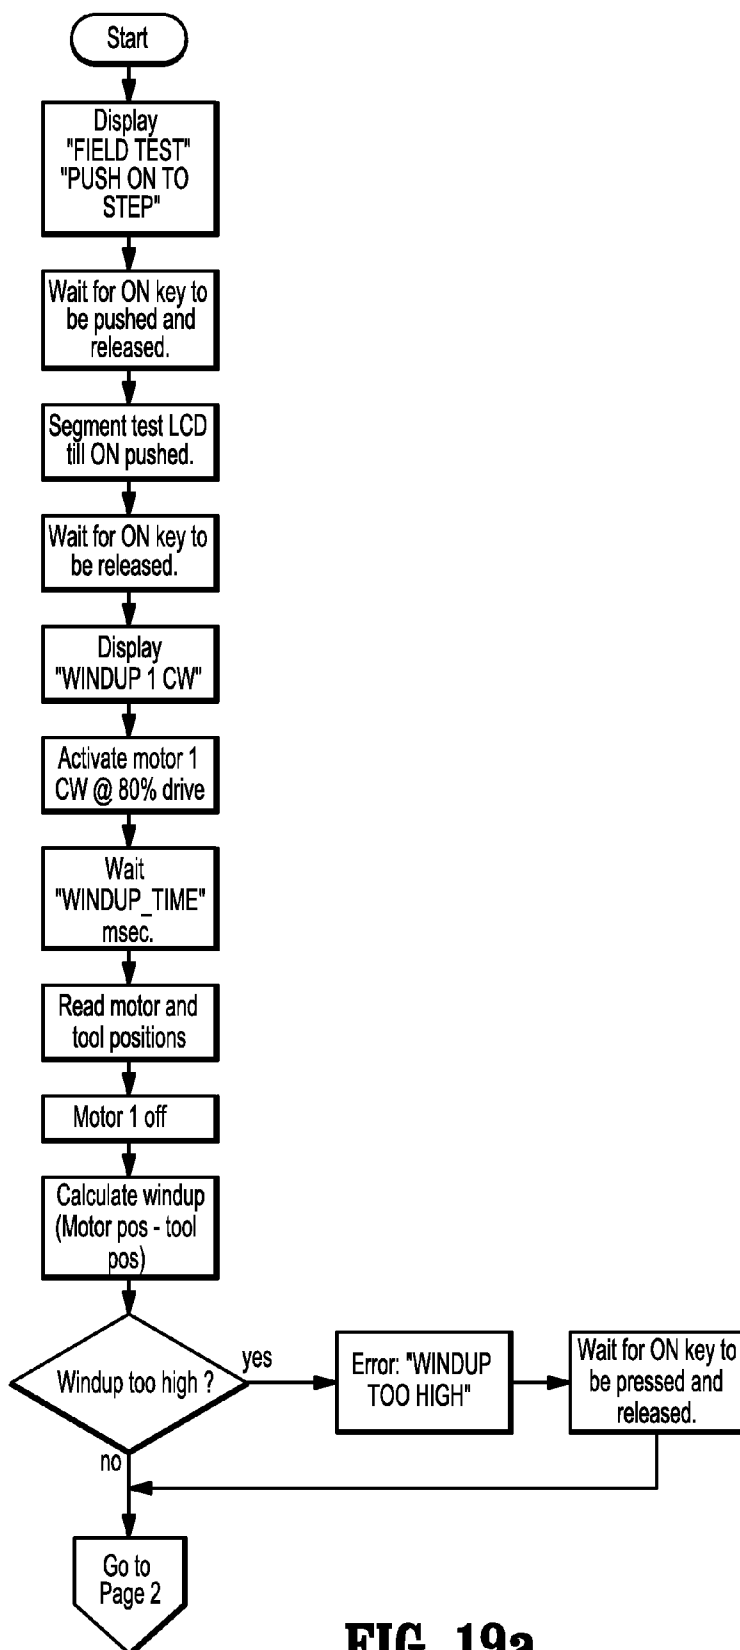 Start
Display
"FIELD TEST"
"PUSH ON TO
STEP"
Wait for ON key to
be pushed and
released.
Segment test LCD
till ON pushed.
Wait for ON key to
be released.
Display
"WINDUP 1 CW"
Activate motor 1
CW @ 80% drive
Wait
"WINDUP_TIME"
msec.
Read motor and
tool positions
Motor 1 off
Calculate windup
(Motor pos - tool
pos)
Windup too high ?
yes
Error: "WINDUP
TOO HIGH"
Wait for ON key to
be pressed and
released.
no
Go to
Page 2
FIG. 19a